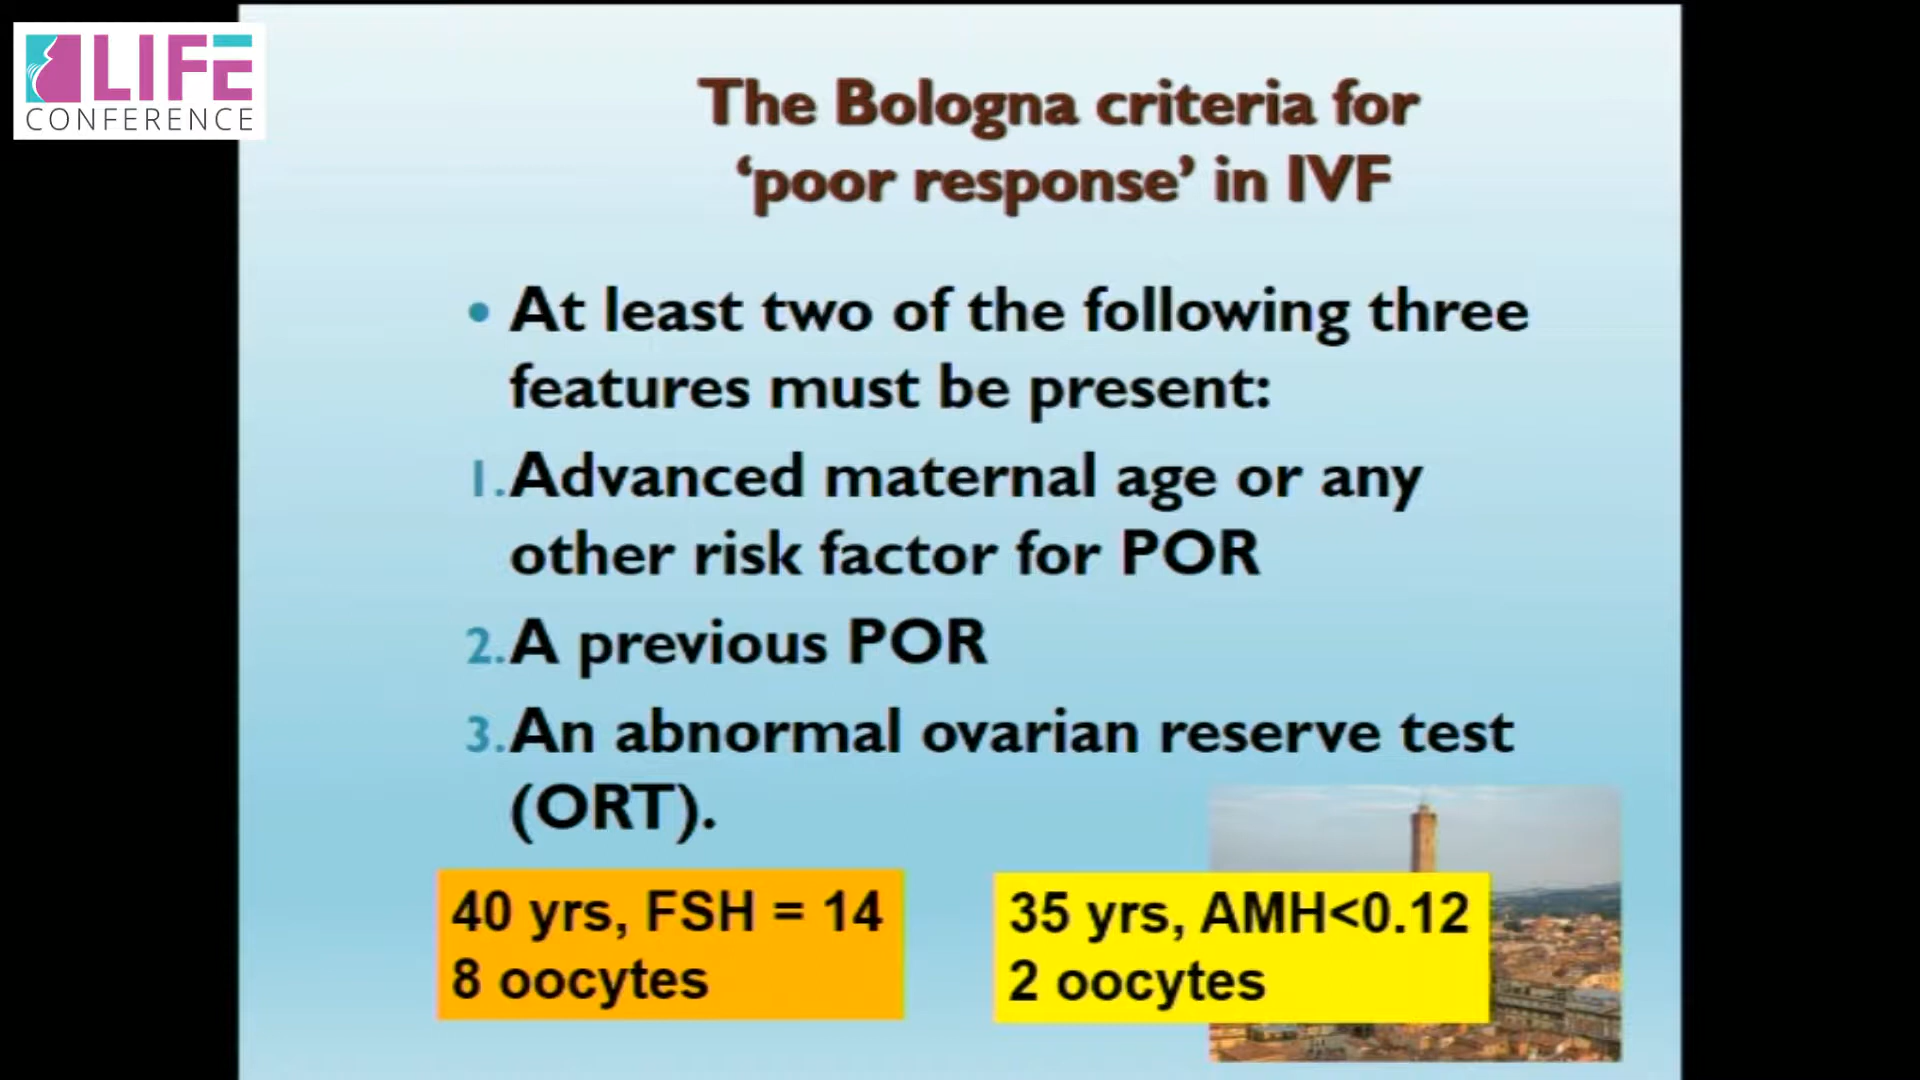 LIFE
CONFERENCE
The Bologna criteria for
‘poor response’ in IVF
• At least two of the following three
features must be present:
1. Advanced maternal age or any
other risk factor for POR
2. A previous POR
3. An abnormal ovarian reserve test
(ORT).
40 yrs, FSH = 14
8 oocytes
35 yrs, AMH<0.12
2 oocytes